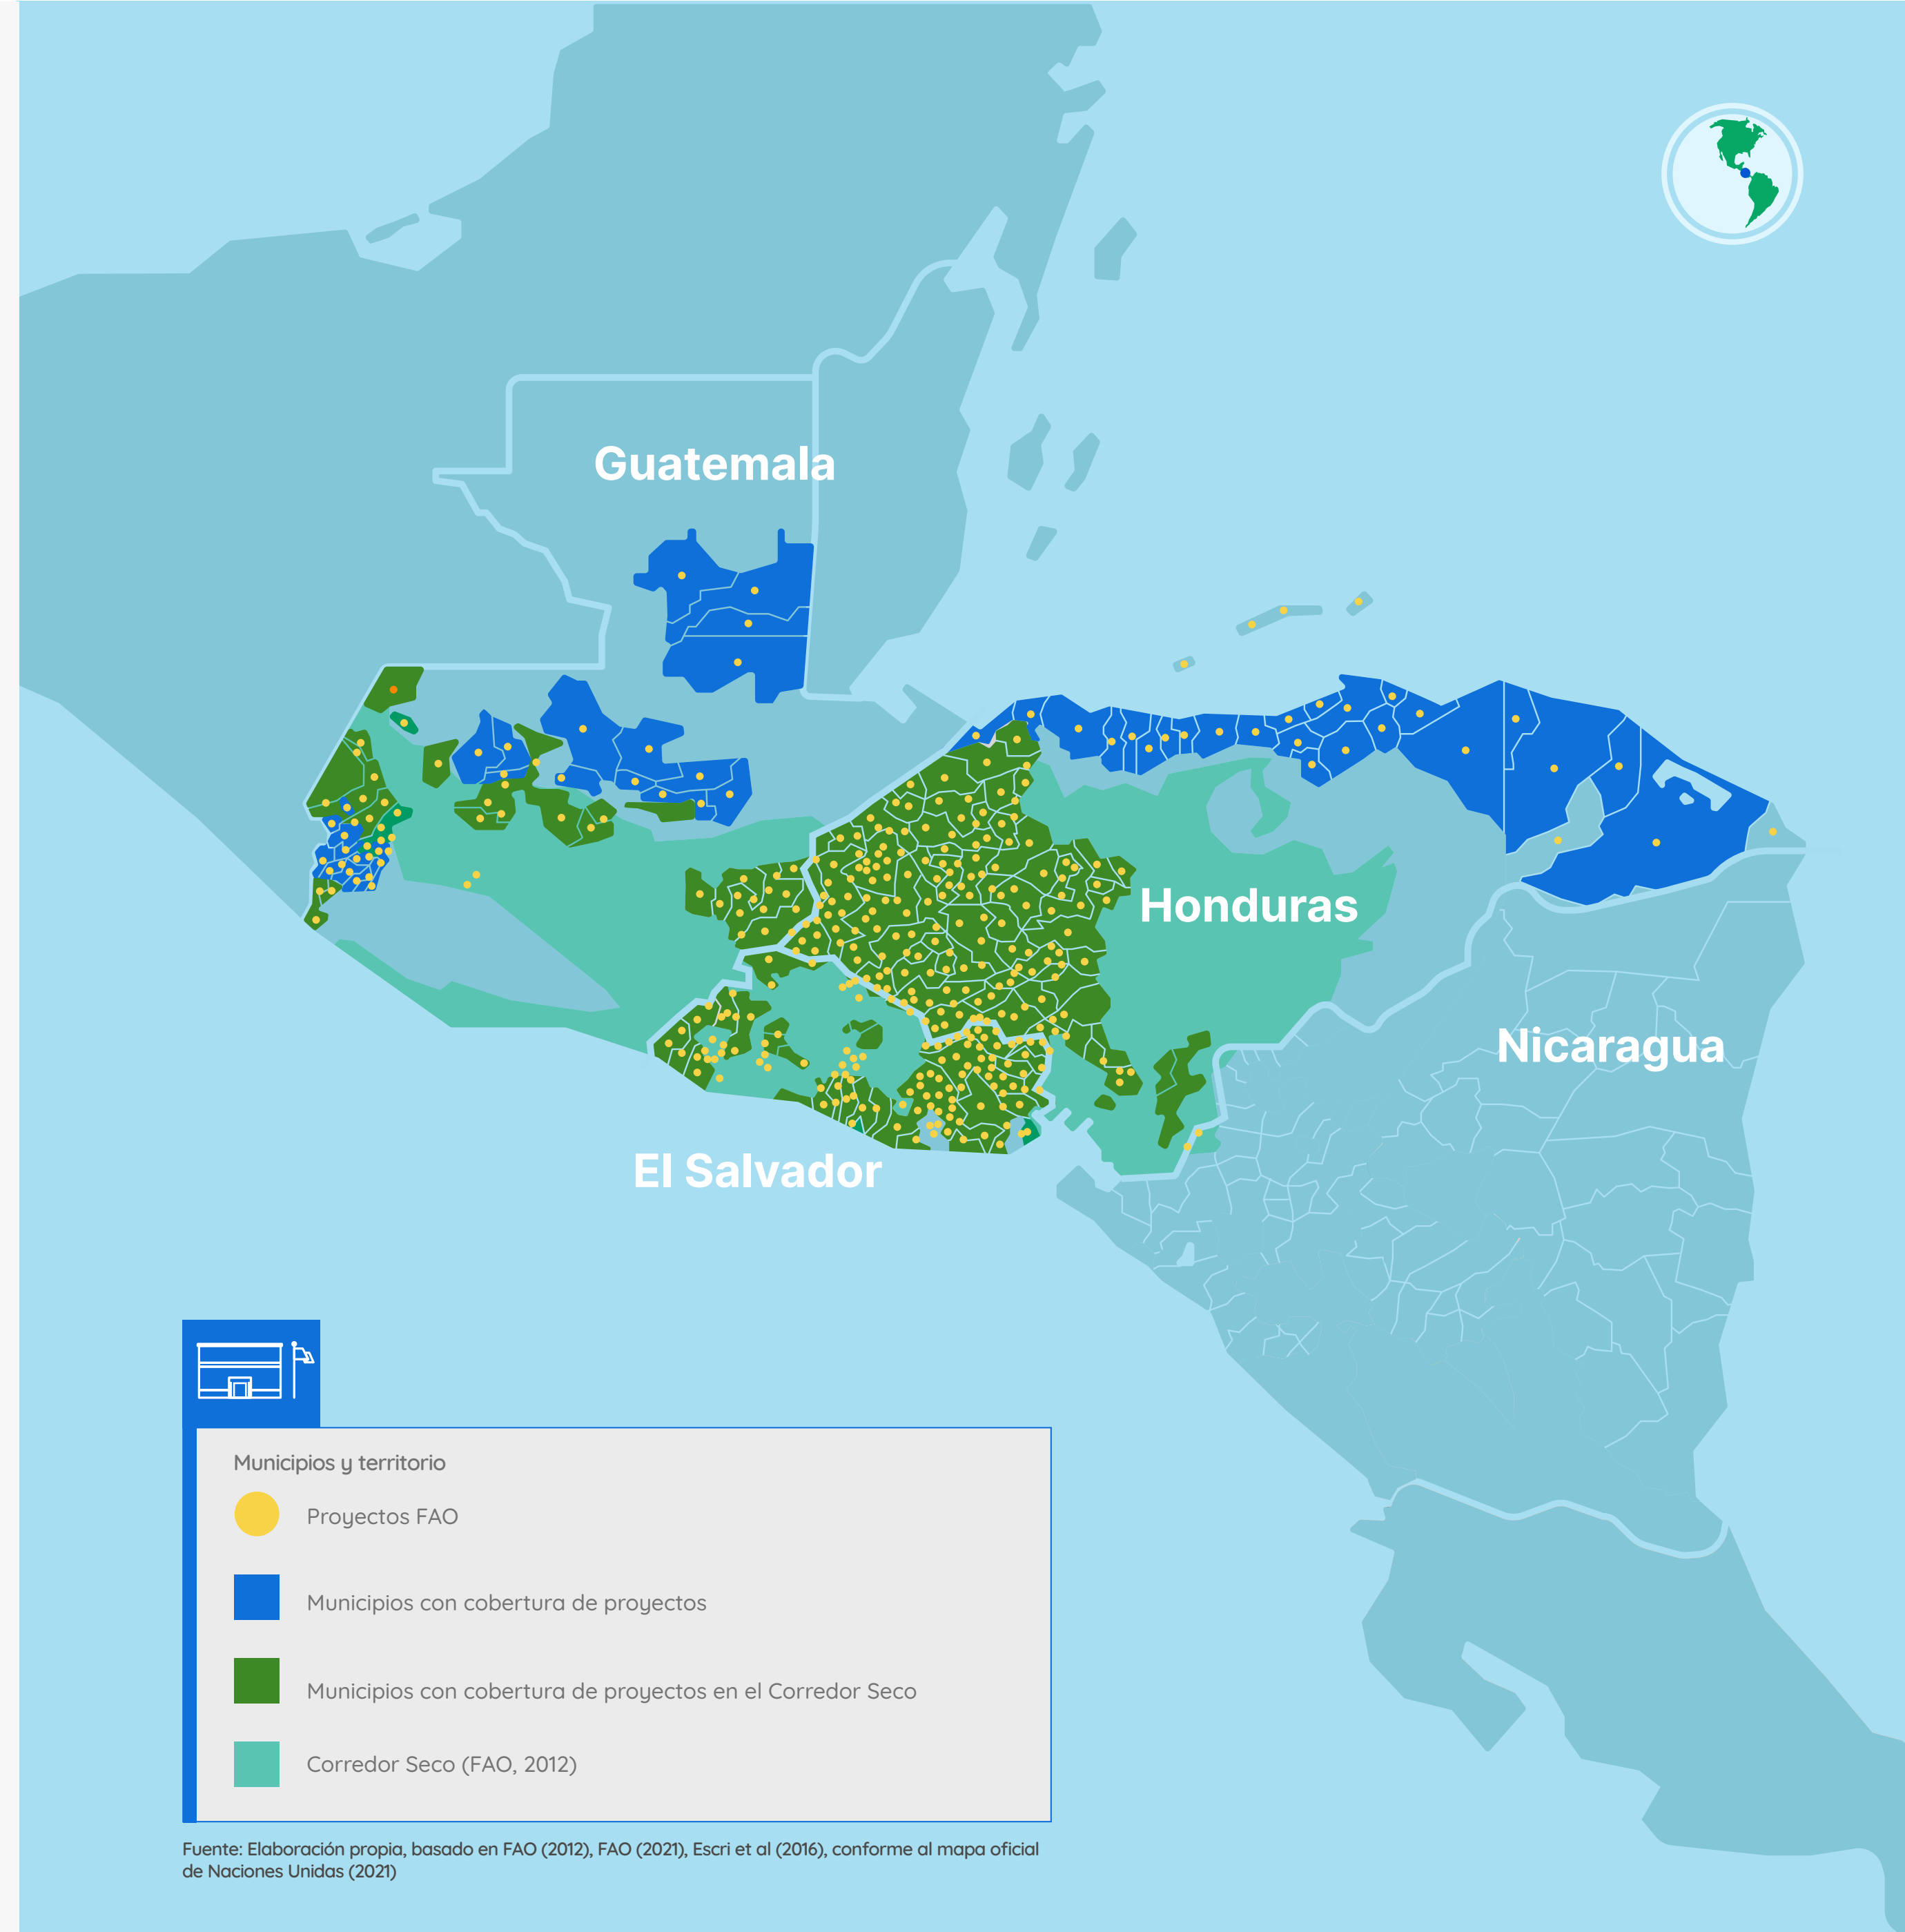 Guatemala
Honduras
Nicaragua
El Salvador
Municipios y territorio
Proyectos FAO
Municipios con cobertura de proyectos
Municipios con cobertura de proyectos en el Corredor Seco
Corredor Seco (FAO, 2012)
Fuente: Elaboración propia, basado en FAO (2012), FAO (2021), Escri et al (2016), conforme al mapa oficial
de Naciones Unidas (2021)